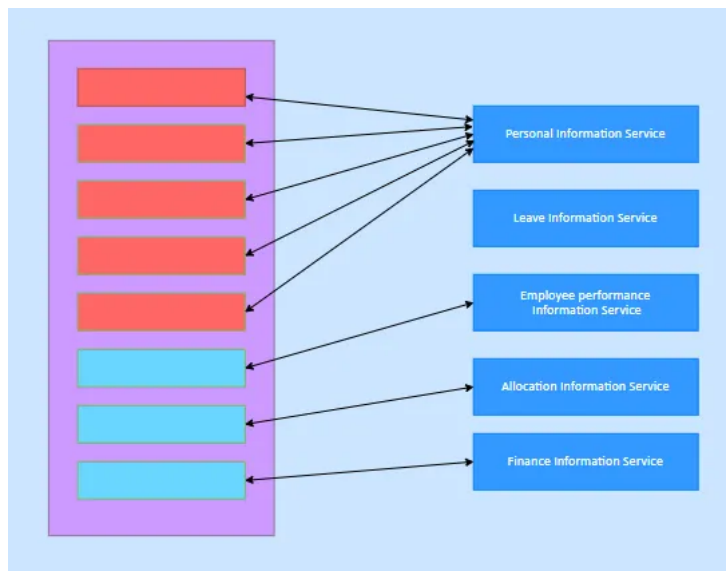 Personal Information Service
Leave Information Service
Employee performance
Information Service
Allocation Information Service
Finance Information Service